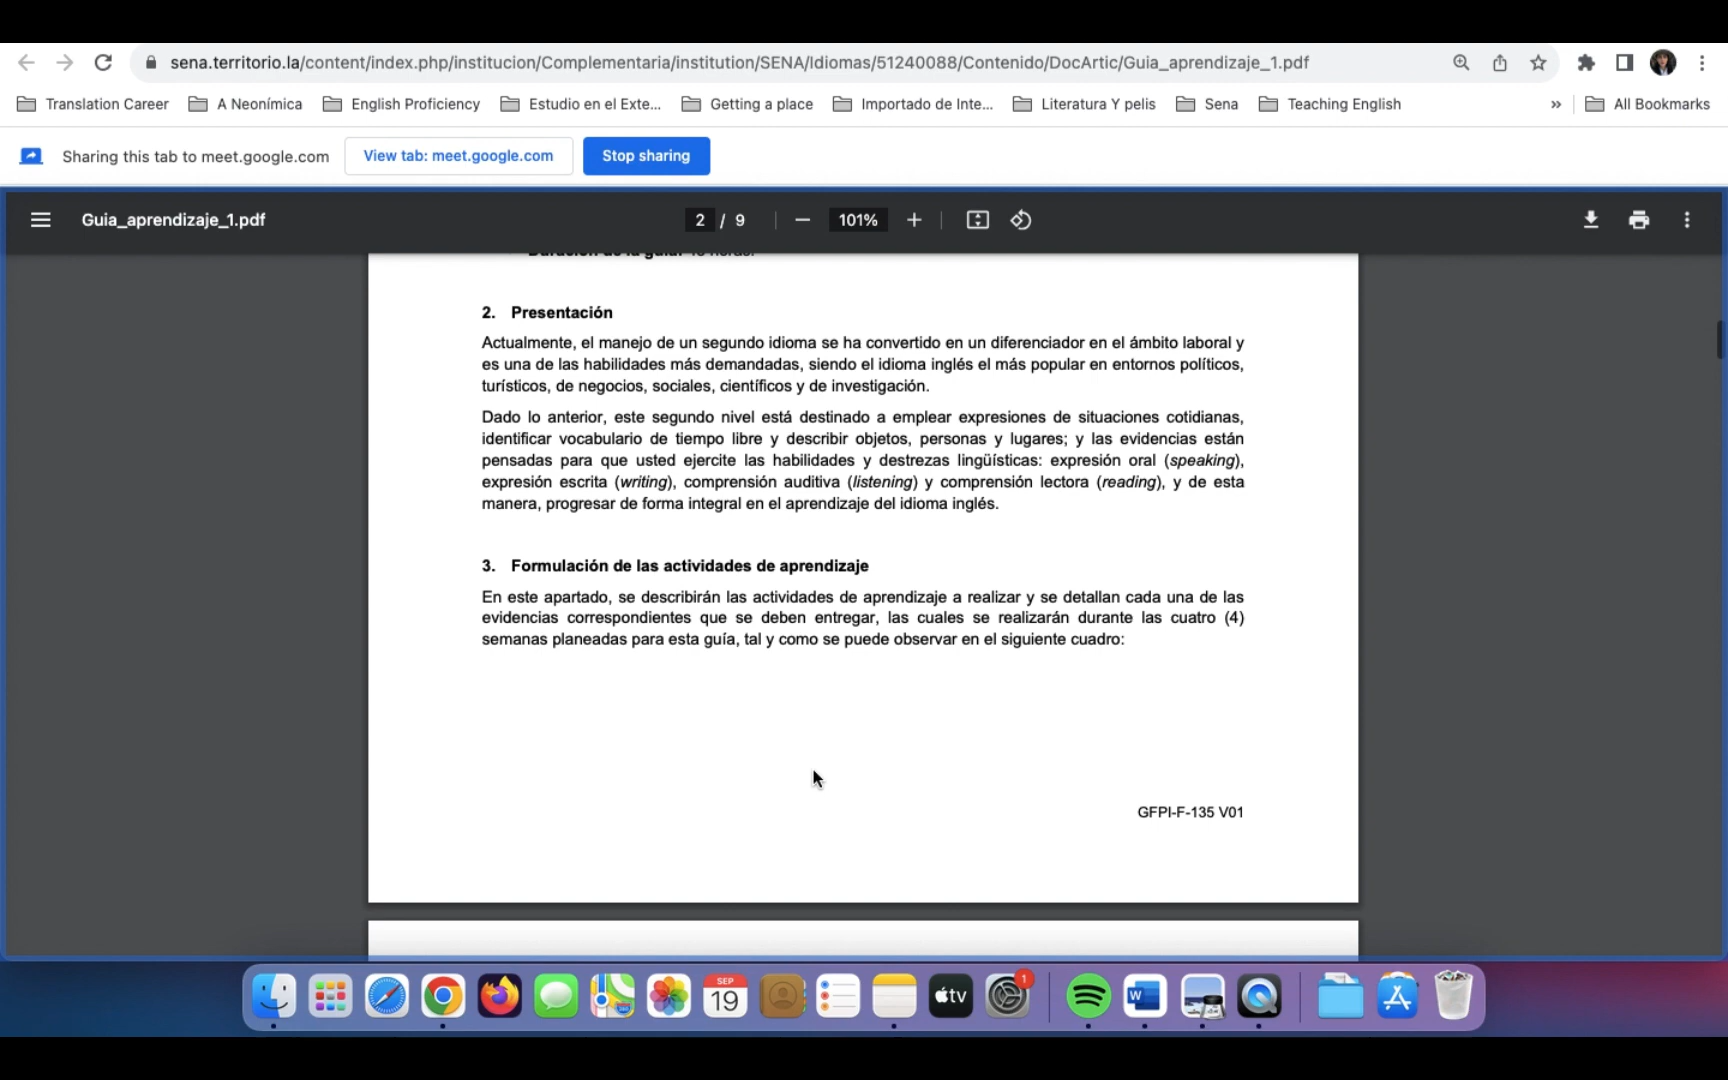 sena.territorio.la/content/index.php/institucion/Complementaria/institution/SENA/Idiomas/51240088/Contenido/DocArtic/Guia_aprendizaje_1.pdf
Translation Career A Neonímica English Proficiency Estudio en el Exte... Getting a place Importado de Inte... Literatura Y pelis Sena Teaching English » All Bookmarks
Sharing this tab to meet.google.com View tab: meet.google.com Stop sharing
Guia_aprendizaje_1.pdf 2 / 9 101%
2. Presentación
Actualmente, el manejo de un segundo idioma se ha convertido en un diferenciador en el ámbito laboral y
es una de las habilidades más demandadas, siendo el idioma inglés el más popular en entornos políticos,
turísticos, de negocios, sociales, científicos y de investigación.
Dado lo anterior, este segundo nivel está destinado a emplear expresiones de situaciones cotidianas,
identificar vocabulario de tiempo libre y describir objetos, personas y lugares; y las evidencias están
pensadas para que usted ejercite las habilidades y destrezas lingüísticas: expresión oral (speaking),
expresión escrita (writing), comprensión auditiva (listening) y comprensión lectora (reading), y de esta
manera, progresar de forma integral en el aprendizaje del idioma inglés.
3. Formulación de las actividades de aprendizaje
En este apartado, se describirán las actividades de aprendizaje a realizar y se detallan cada una de las
evidencias correspondientes que se deben entregar, las cuales se realizarán durante las cuatro (4)
semanas planeadas para esta guía, tal y como se puede observar en el siguiente cuadro:
GFPI-F-135 V01
SEP
19
tv
1
W